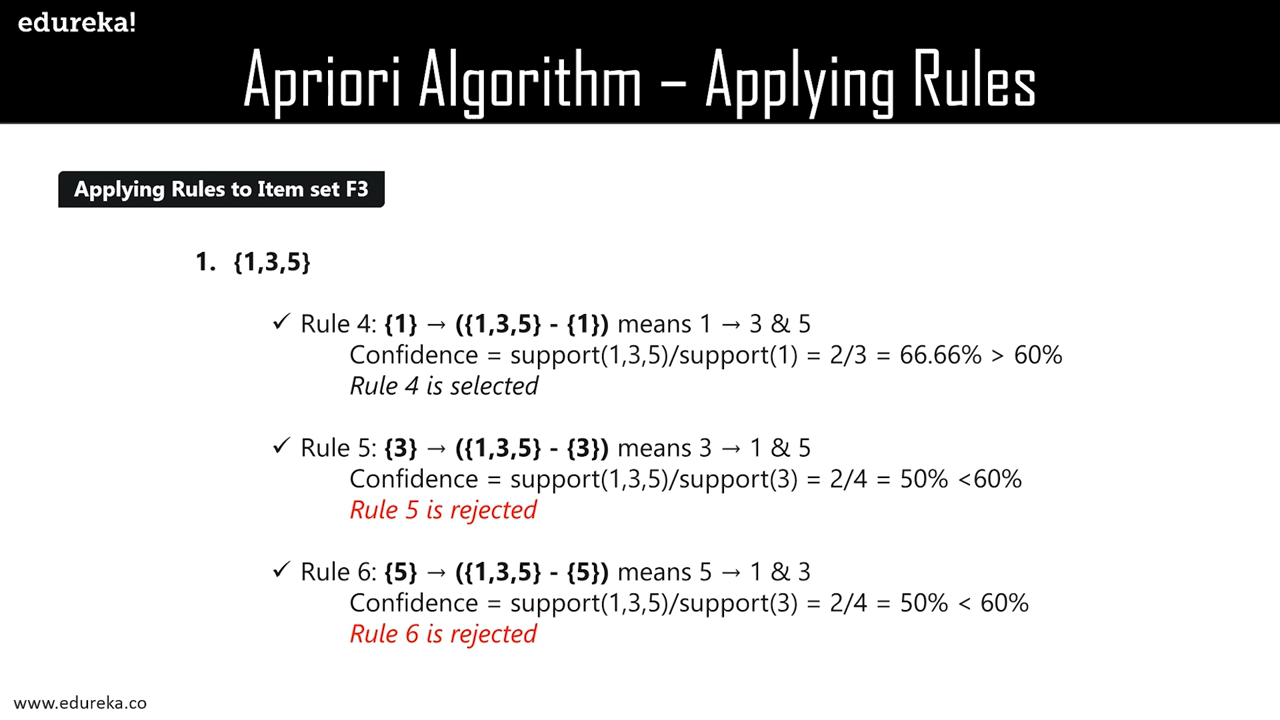 edureka!
Apriori Algorithm – Applying Rules
Applying Rules to Item set F3
1. {1,3,5}
✓ Rule 4: {1} → ({1,3,5} - {1}) means 1 → 3 & 5
Confidence = support(1,3,5)/support(1) = 2/3 = 66.66% > 60%
Rule 4 is selected
✓ Rule 5: {3} → ({1,3,5} - {3}) means 3 → 1 & 5
Confidence = support(1,3,5)/support(3) = 2/4 = 50% <60%
Rule 5 is rejected
✓ Rule 6: {5} → ({1,3,5} - {5}) means 5 → 1 & 3
Confidence = support(1,3,5)/support(3) = 2/4 = 50% < 60%
Rule 6 is rejected
www.edureka.co